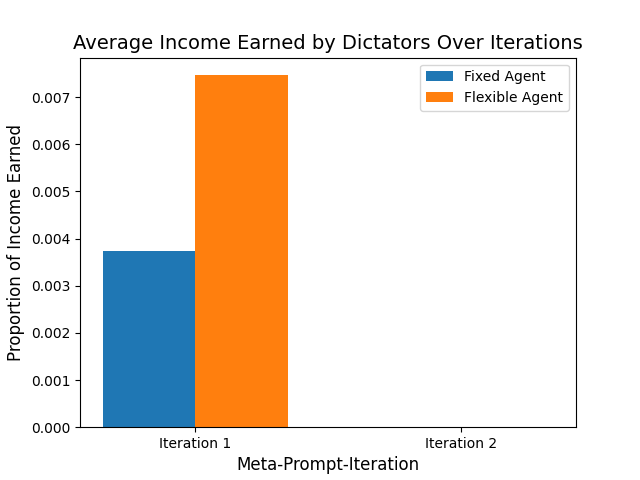 Average Income Earned by Dictators Over Iterations
Fixed Agent
Flexible Agent
Proportion of Income Earned
0.007
0.006
0.005
0.004
0.003
0.002
0.001
0.000
Iteration 1
Iteration 2
Meta-Prompt-Iteration